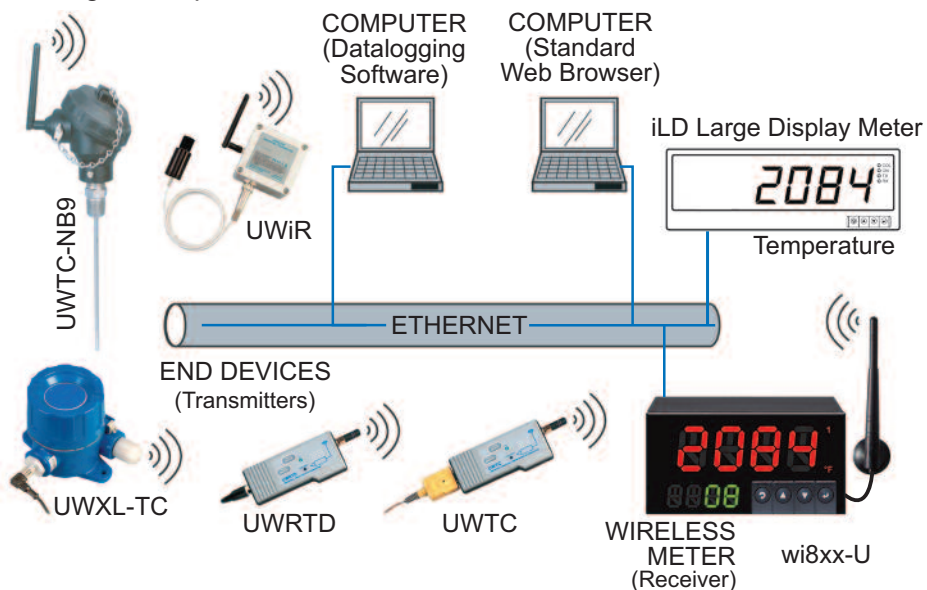 COMPUTER
(Datalogging
Software)
COMPUTER
(Standard
Web Browser)
iLD Large Display Meter
2084
Temperature
UWTC-NB9
UWiR
ETHERNET
END DEVICES
(Transmitters)
UWXL-TC
UWRTD
UWTC
2084
1
°F
WIRELESS
METER
(Receiver)
wi8xx-U